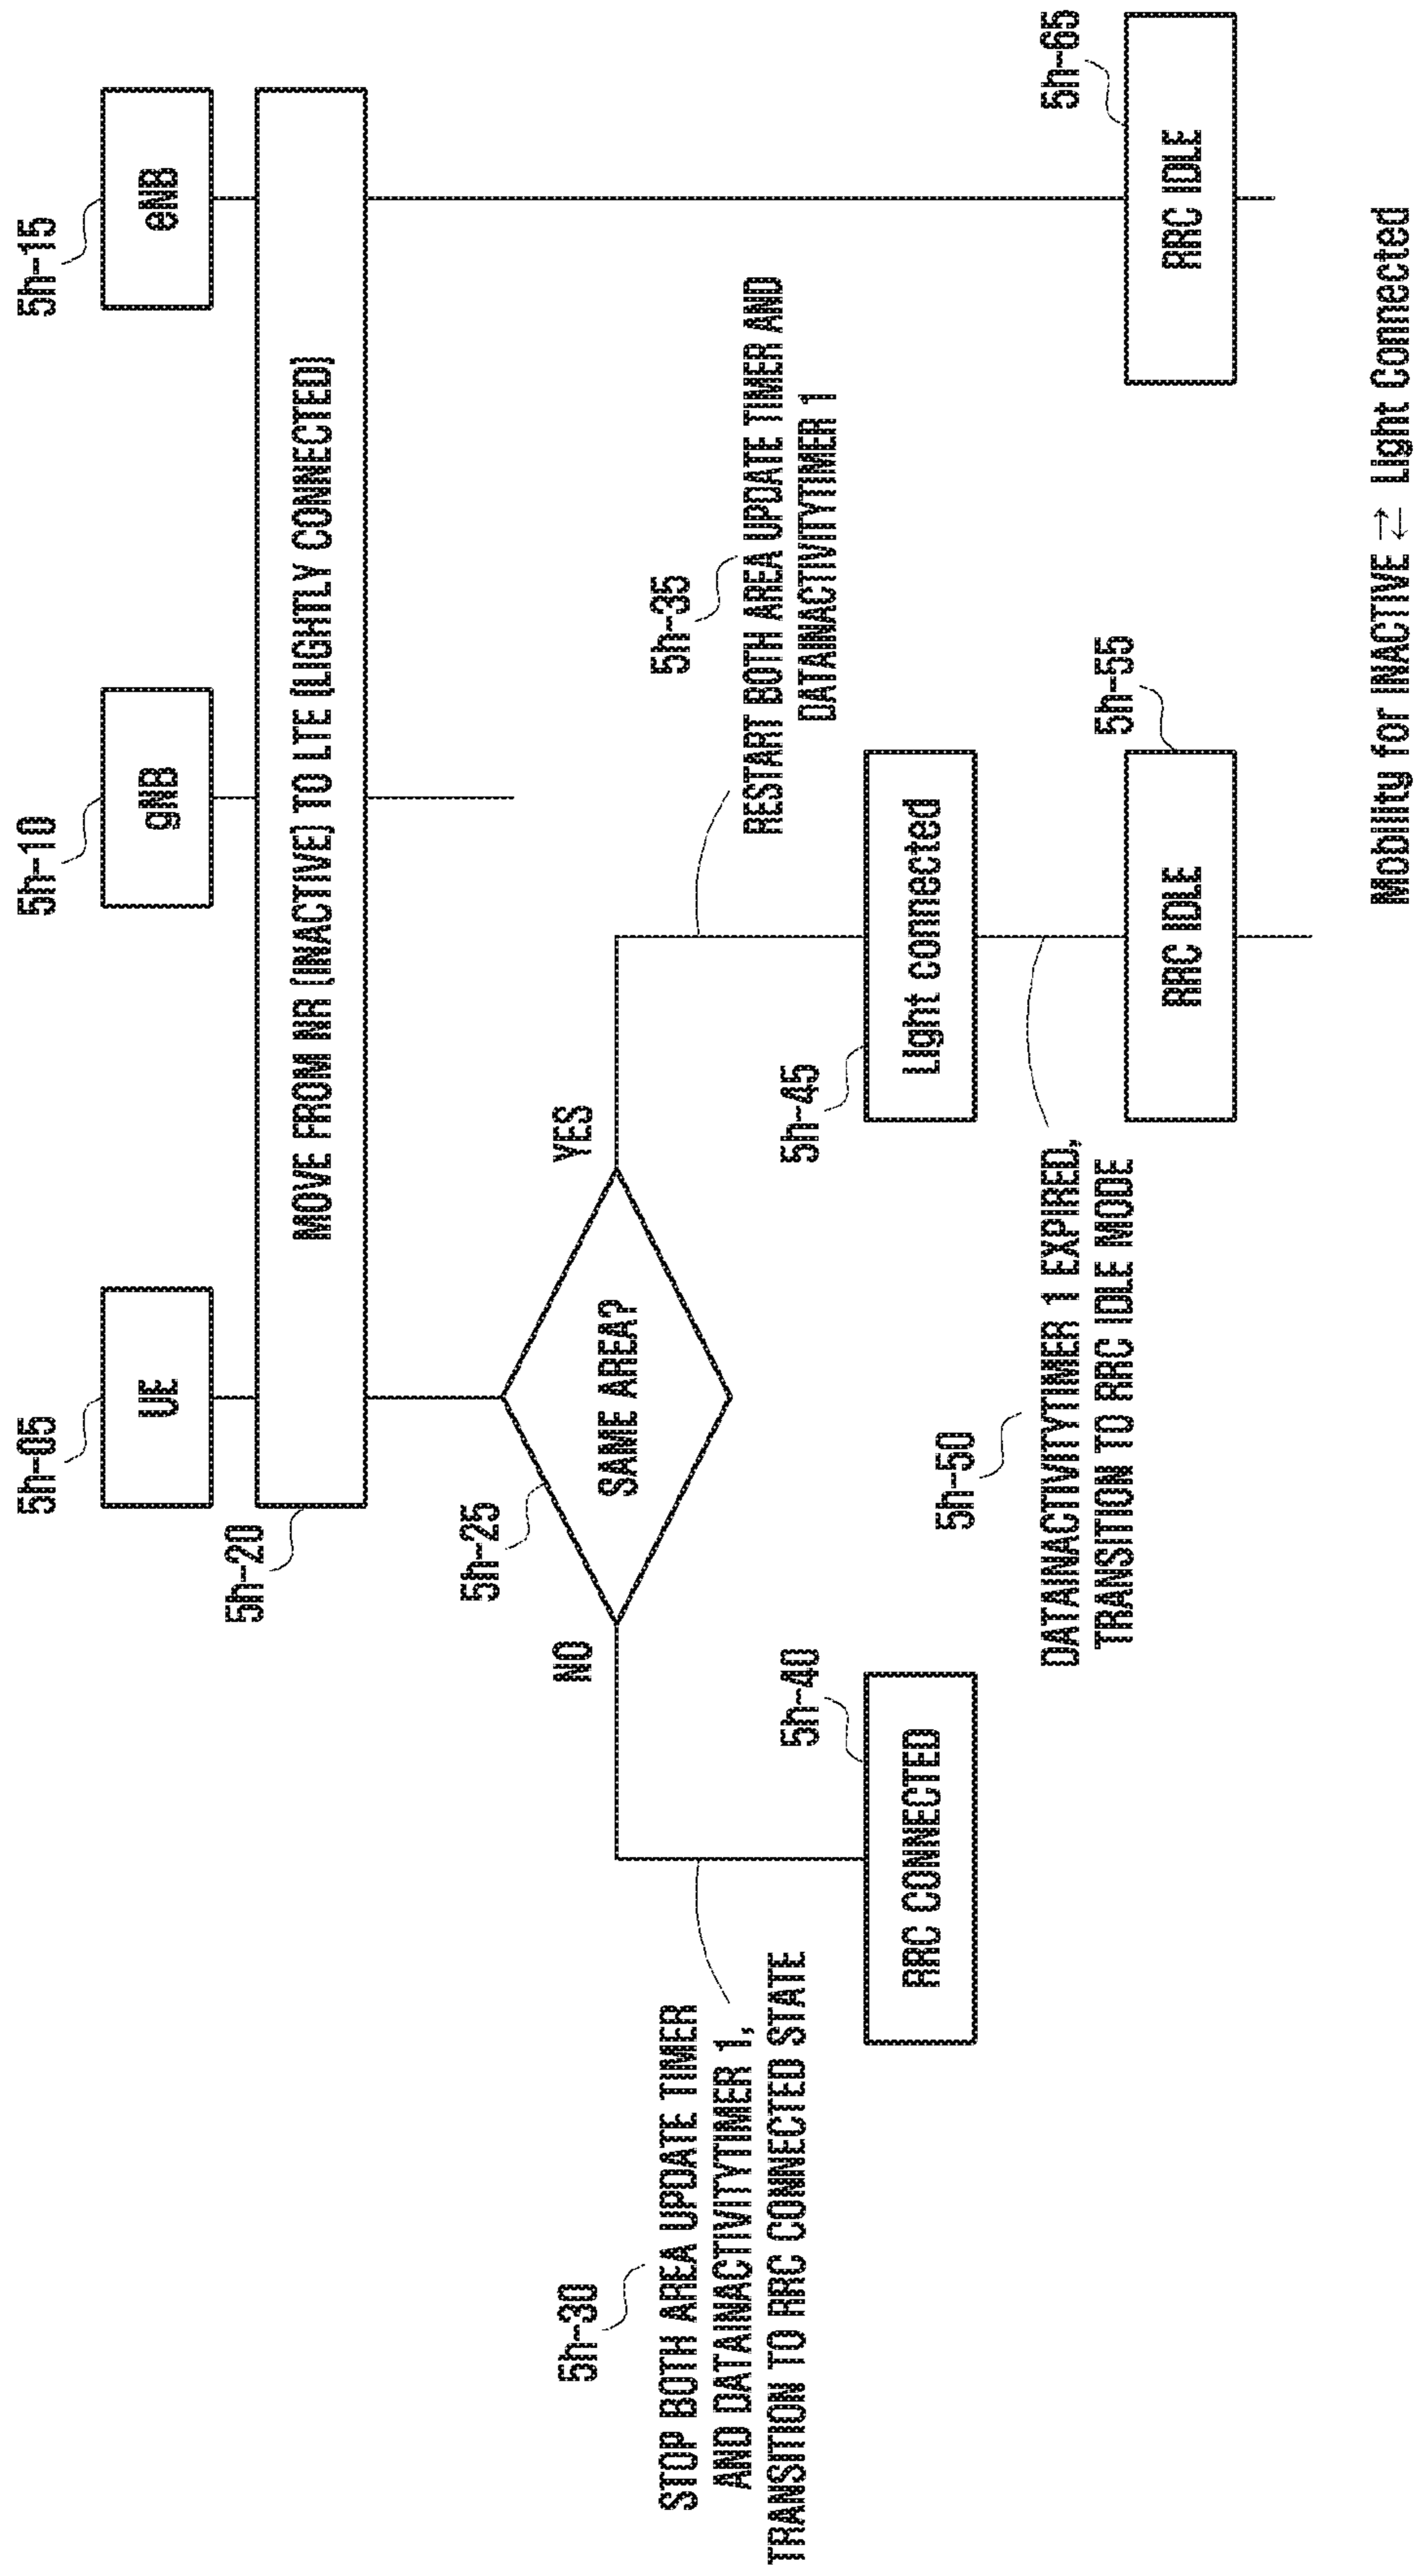 5h-05
5h-10
5h-15
UE
gNB
eNB
5h-20
MOVE FROM NR (INACTIVE) TO LTE (LIGHTLY CONNECTED)
5h-25
NO
YES
SAME AREA?
5h-30
STOP BOTH AREA UPDATE TIMER
AND DATAINACTIVITYTIMER 1,
TRANSITION TO RRC CONNECTED STATE
5h-35
RESTART BOTH AREA UPDATE TIMER AND
DATAINACTIVITYTIMER 1
5h-40
RRC CONNECTED
5h-45
Light connected
5h-50
DATAINACTIVITYTIMER 1 EXPIRED,
TRANSITION TO RRC IDLE MODE
5h-55
RRC IDLE
5h-65
RRC IDLE
Mobility for INACTIVE ⇄ Light Connected